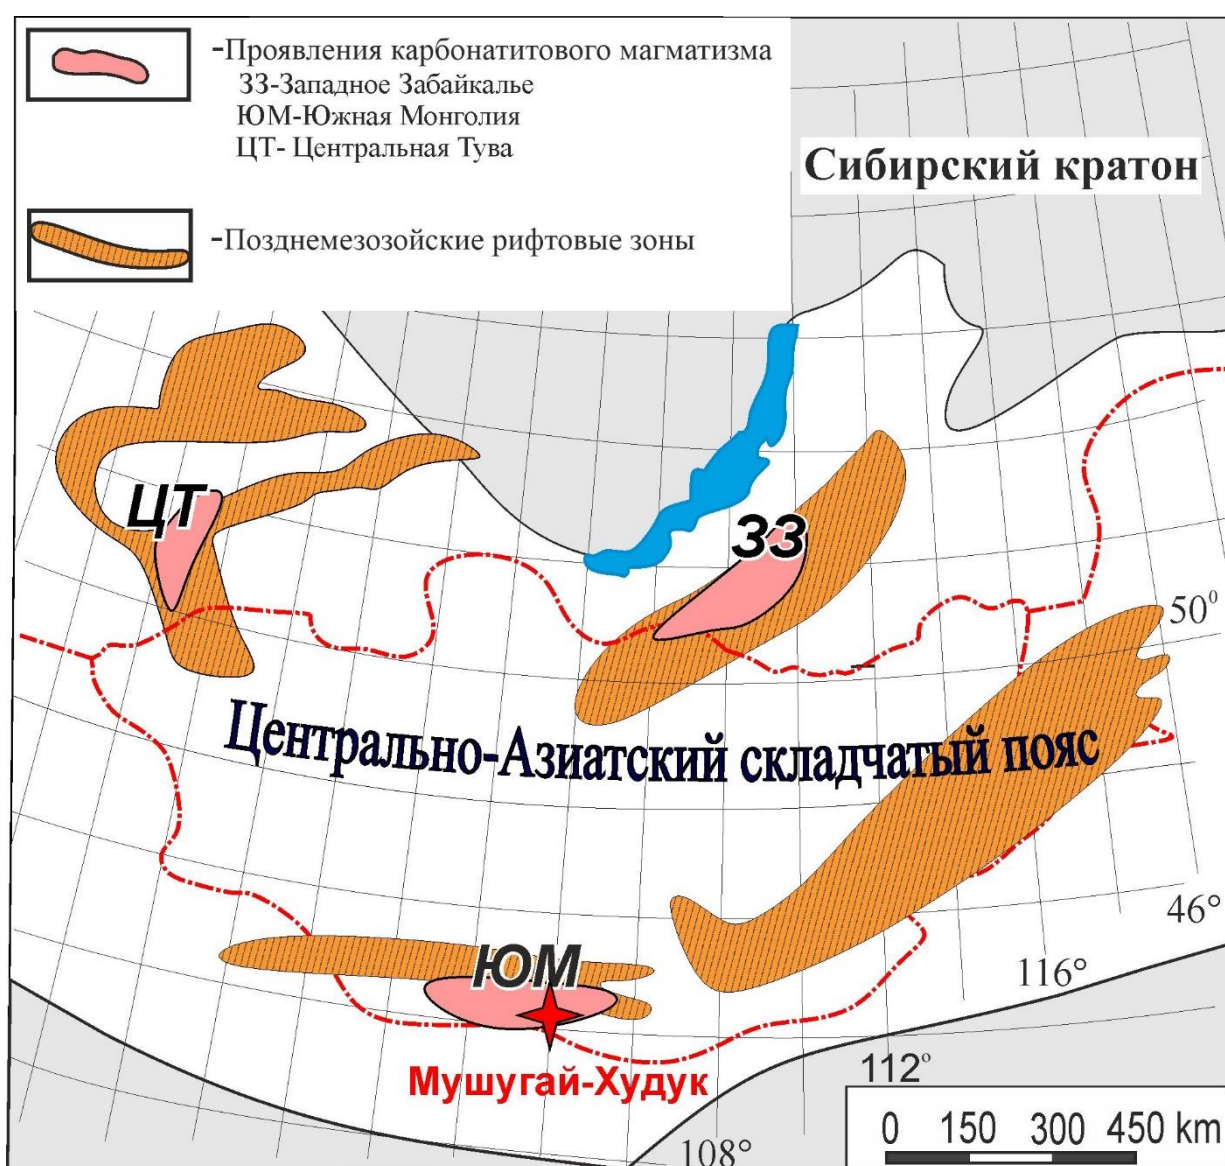 -Проявления карбонатитового магматизма
ЗЗ-Западное Забайкалье
ЮМ-Южная Монголия
ЦТ- Центральная Тува
Сибирский кратон
-Позднемезозойские рифтовые зоны
ЦТ
ЗЗ
50⁰
Центрально-Азиатский складчатый пояс
46°
ЮМ
116°
Мушугай-Худук
112°
108°
0 150 300 450 km